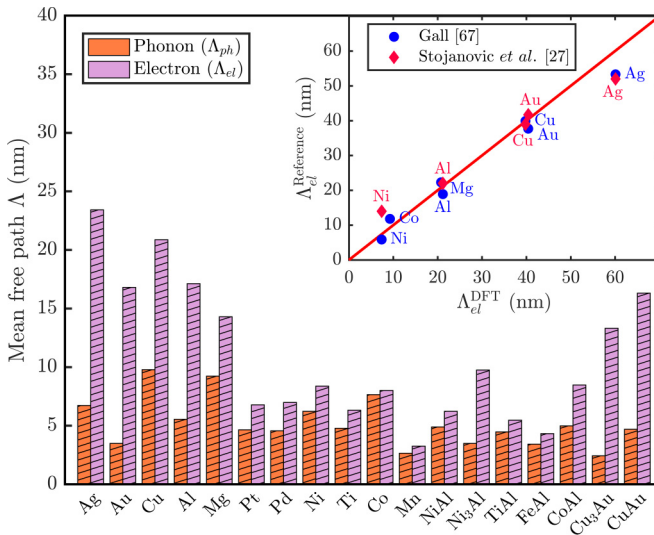 Mean free path Λ (nm)
40
35
30
25
20
15
10
5
0
Phonon (Λph)
Electron (Λel)
Ag
Au
Cu
Al
Mg
Pt
Pd
Ni
Ti
Co
Mn
NiAl
Ni₃Al
TiAl
FeAl
CoAl
Cu₃Au
CuAu
Λel^Reference (nm)
70
60
50
40
30
20
10
0
Gall [67]
Stojanovic et al. [27]
Ag
Ag
Au
Cu
Cu
Au
Al
Mg
Al
Ni
Co
Ni
0 10 20 30 40 50 60
Λel^DFT (nm)